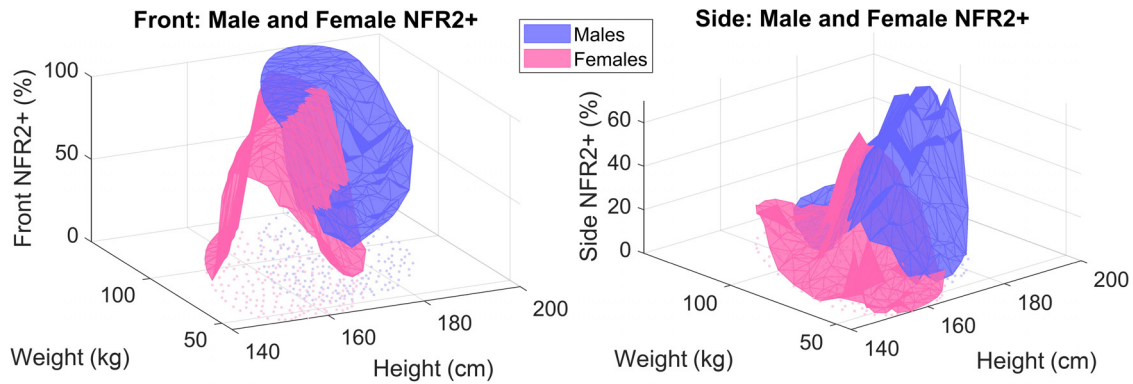 Front: Male and Female NFR2+
Males
Females
Side: Male and Female NFR2+
Front NFR2+ (%)
100
50
0
100
50
Weight (kg)
140
160
180
200
Height (cm)
Side NFR2+ (%)
60
40
20
0
100
50
Weight (kg)
140
160
180
200
Height (cm)